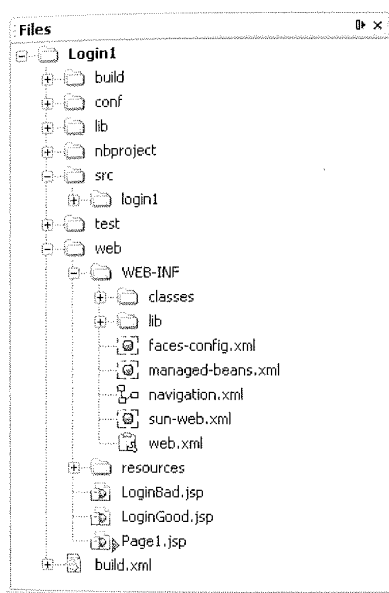 Files
Login1
build
conf
lib
nbproject
src
login1
test
web
WEB-INF
classes
lib
faces-config.xml
managed-beans.xml
navigation.xml
sun-web.xml
web.xml
resources
LoginBad.jsp
LoginGood.jsp
Page1.jsp
build.xml